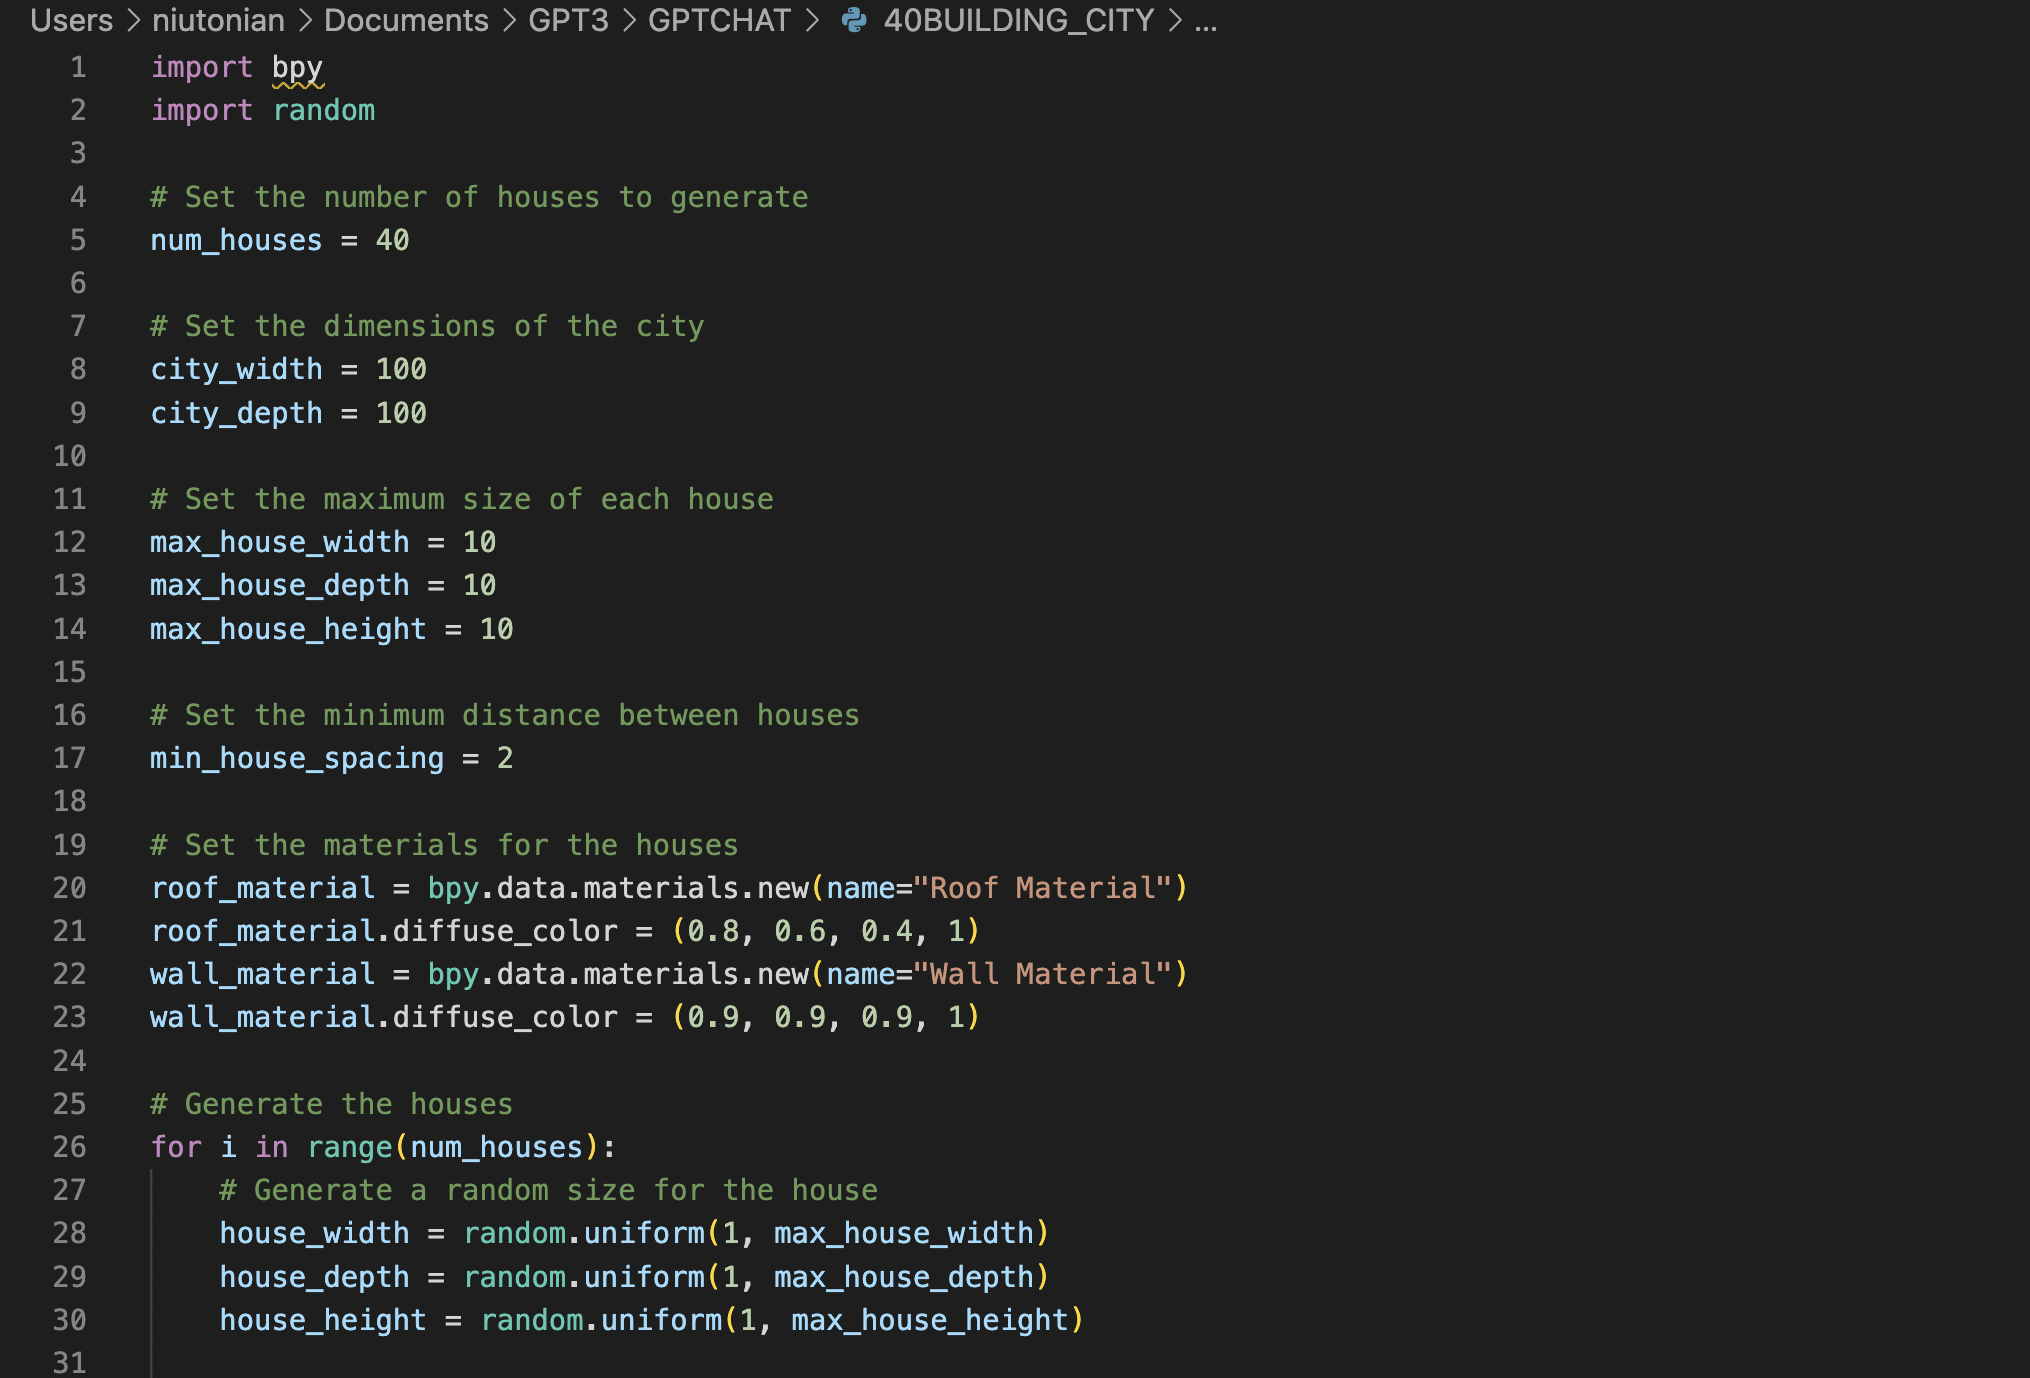 Users > niutonian > Documents > GPT3 > GPTCHAT > 40BUILDING_CITY > ...
1 import bpy
2 import random
3
4 # Set the number of houses to generate
5 num_houses = 40
6
7 # Set the dimensions of the city
8 city_width = 100
9 city_depth = 100
10
11 # Set the maximum size of each house
12 max_house_width = 10
13 max_house_depth = 10
14 max_house_height = 10
15
16 # Set the minimum distance between houses
17 min_house_spacing = 2
18
19 # Set the materials for the houses
20 roof_material = bpy.data.materials.new(name="Roof Material")
21 roof_material.diffuse_color = (0.8, 0.6, 0.4, 1)
22 wall_material = bpy.data.materials.new(name="Wall Material")
23 wall_material.diffuse_color = (0.9, 0.9, 0.9, 1)
24
25 # Generate the houses
26 for i in range(num_houses):
27     # Generate a random size for the house
28     house_width = random.uniform(1, max_house_width)
29     house_depth = random.uniform(1, max_house_depth)
30     house_height = random.uniform(1, max_house_height)
31